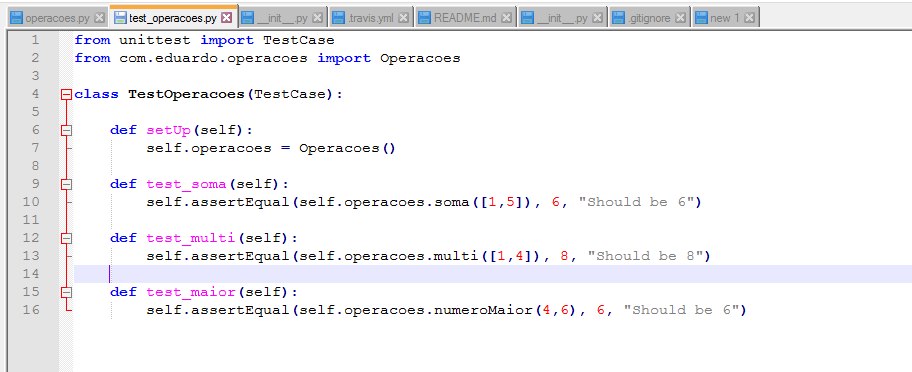 operacoes.py test_operacoes.py __init__.py .travis.yml README.md __init__.py .gitignore new 1
1 from unittest import TestCase
2 from com.eduardo.operacoes import Operacoes
3
4 class TestOperacoes(TestCase):
5
6 def setUp(self):
7 self.operacoes = Operacoes()
8
9 def test_soma(self):
10 self.assertEqual(self.operacoes.soma([1,5]), 6, "Should be 6")
11
12 def test_multi(self):
13 self.assertEqual(self.operacoes.multi([1,4]), 8, "Should be 8")
14
15 def test_maior(self):
16 self.assertEqual(self.operacoes.numeroMaior(4,6), 6, "Should be 6")